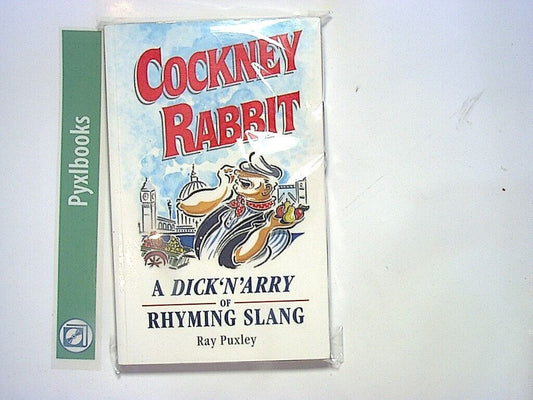 Pyxlbooks
COCKNEY
RABBIT
A DICK'N'ARRY
OF
RHYMING SLANG
Ray Puxley